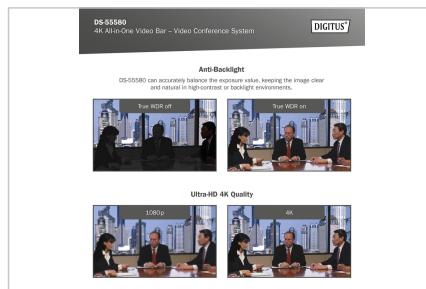 DS-55580
4K All-in-One Video Bar – Video Conference System
DIGITUS®
Anti-Backlight
DS-55580 can accurately balance the exposure value, keeping the image clear
and natural in high-contrast or backlight environments.
True WDR off
True WDR on
Ultra-HD 4K Quality
1080p
4K